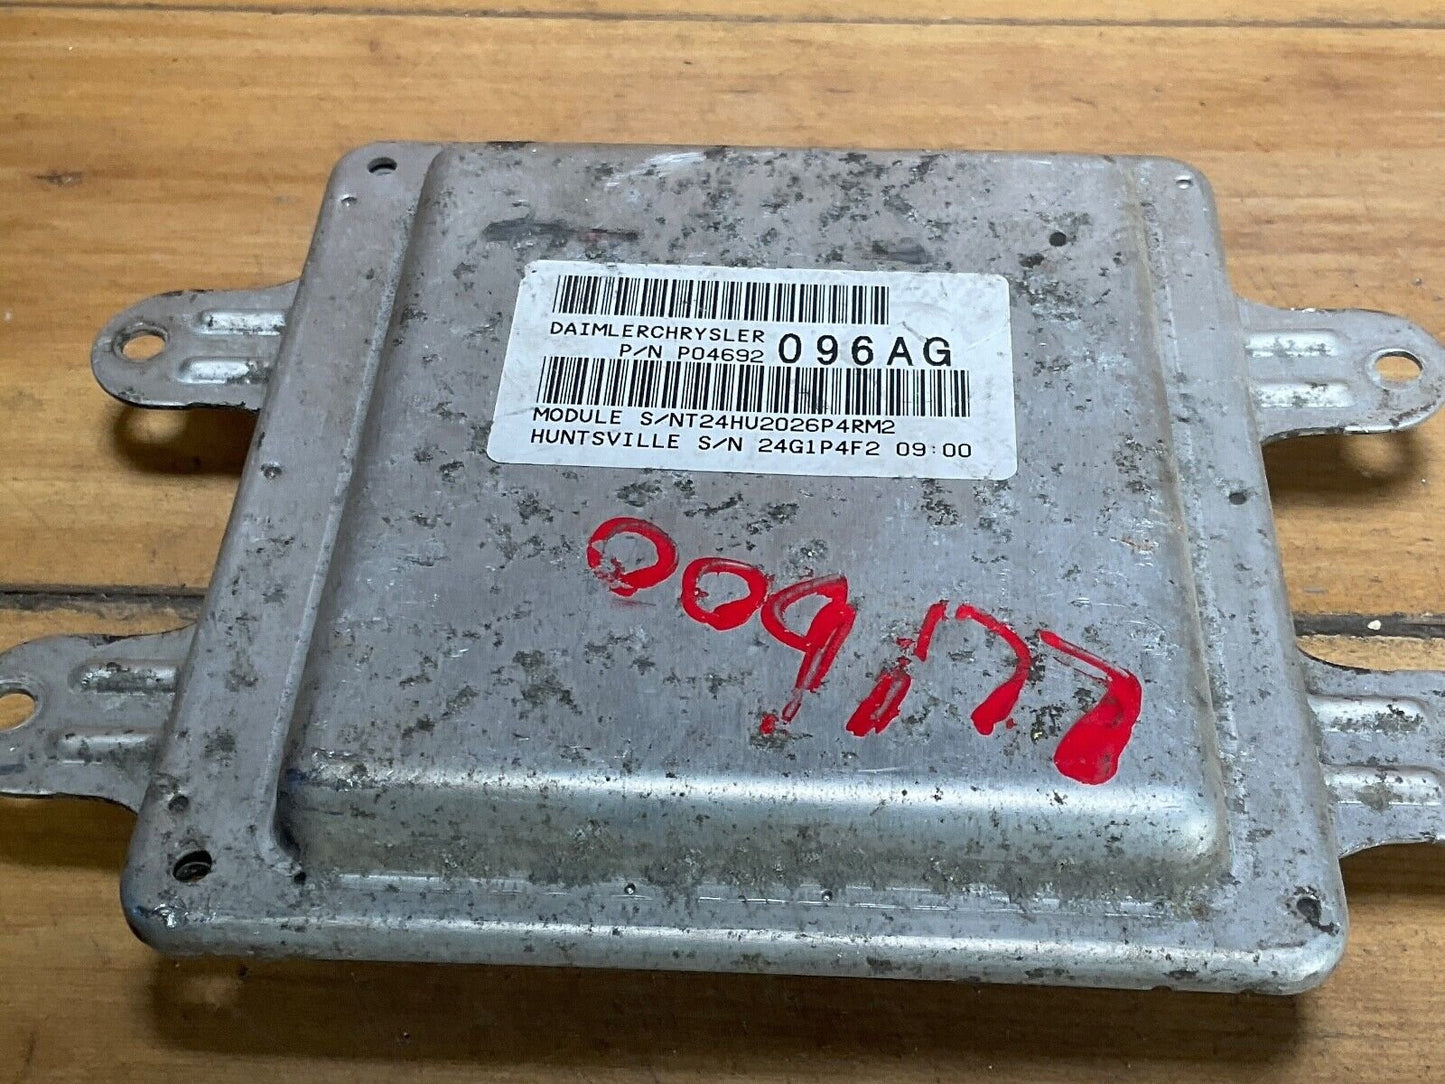 DAIMLERCHRYSLER
P/N P04692 096AG
MODULE S/NT24HU2026P4RM2
HUNTSVILLE S/N 24G1P4F2 09:00